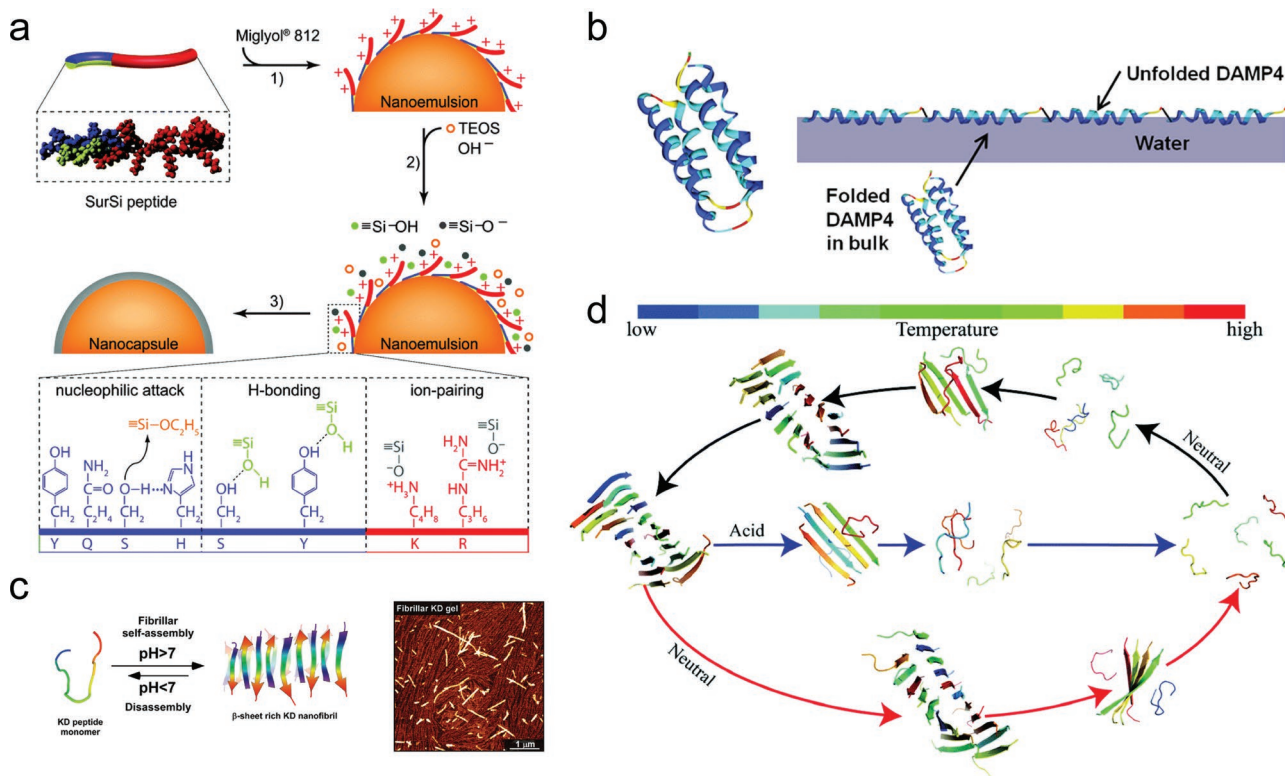 a
Miglyol® 812
1)
Nanoemulsion
SurSi peptide
2)
TEOS
OH⁻
≡Si–OH
≡Si–O⁻
3)
Nanocapsule
Nanoemulsion
nucleophilic attack
H-bonding
ion-pairing
≡Si–OC₂H₅
OH
CH₂
NH₂
C=O
C₂H₄
O–H
CH₂
N
H
N
CH₂
≡Si
O
H
OH
CH₂
≡Si
O
H
OH
CH₂
≡Si
O⁻
⁺H₃N
C₄H₈
≡Si
O⁻
H₂N
C=NH₂⁺
HN
C₃H₆
Y Q S H S Y K R
b
Unfolded DAMP4
Water
Folded
DAMP4
in bulk
c
Fibrillar
self-assembly
pH>7
pH<7
Disassembly
KD peptide
monomer
β-sheet rich KD nanofibril
Fibrillar KD gel
1 μm
d
low Temperature high
Neutral
Acid
Neutral